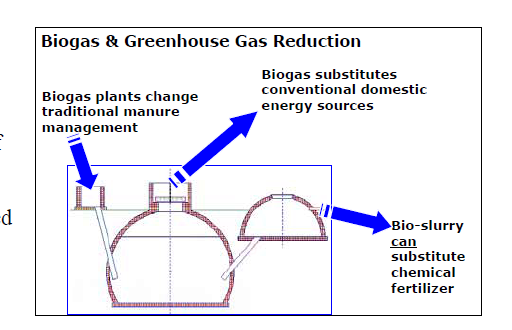 Biogas & Greenhouse Gas Reduction
Biogas plants change
traditional manure
management
Biogas substitutes
conventional domestic
energy sources
Bio-slurry
can
substitute
chemical
fertilizer
ed